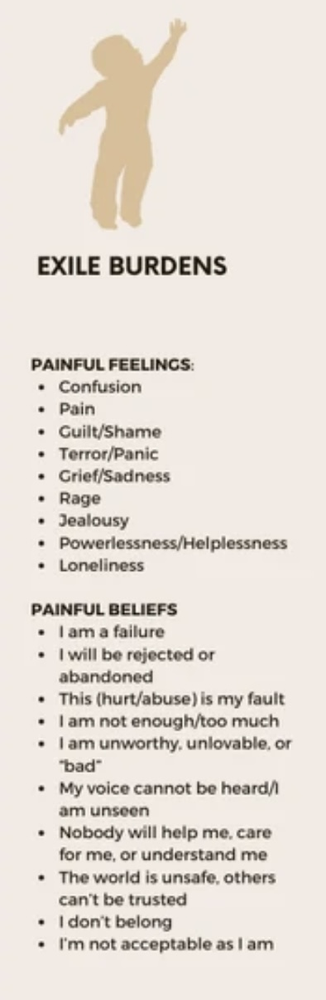 EXILE BURDENS
PAINFUL FEELINGS:
• Confusion
• Pain
• Guilt/Shame
• Terror/Panic
• Grief/Sadness
• Rage
• Jealousy
• Powerlessness/Helplessness
• Loneliness
PAINFUL BELIEFS
• I am a failure
• I will be rejected or
abandoned
• This (hurt/abuse) is my fault
• I am not enough/too much
• I am unworthy, unlovable, or
"bad"
• My voice cannot be heard/I
am unseen
• Nobody will help me, care
for me, or understand me
• The world is unsafe, others
can't be trusted
• I don't belong
• I'm not acceptable as I am